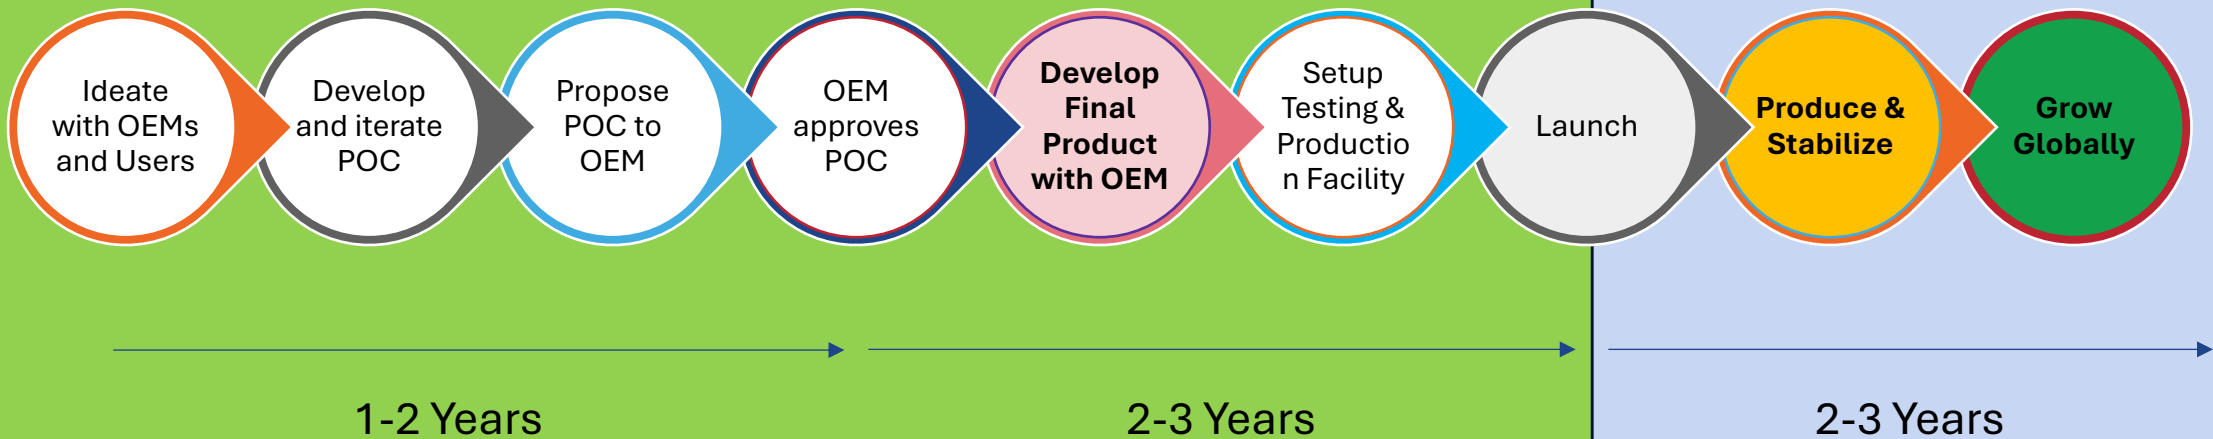 Ideate
with OEMs
and Users
Develop
and iterate
POC
Propose
POC to
OEM
OEM
approves
POC
Develop
Final
Product
with OEM
Setup
Testing &
Productio
n Facility
Launch
Produce &
Stabilize
Grow
Globally
1-2 Years
2-3 Years
2-3 Years